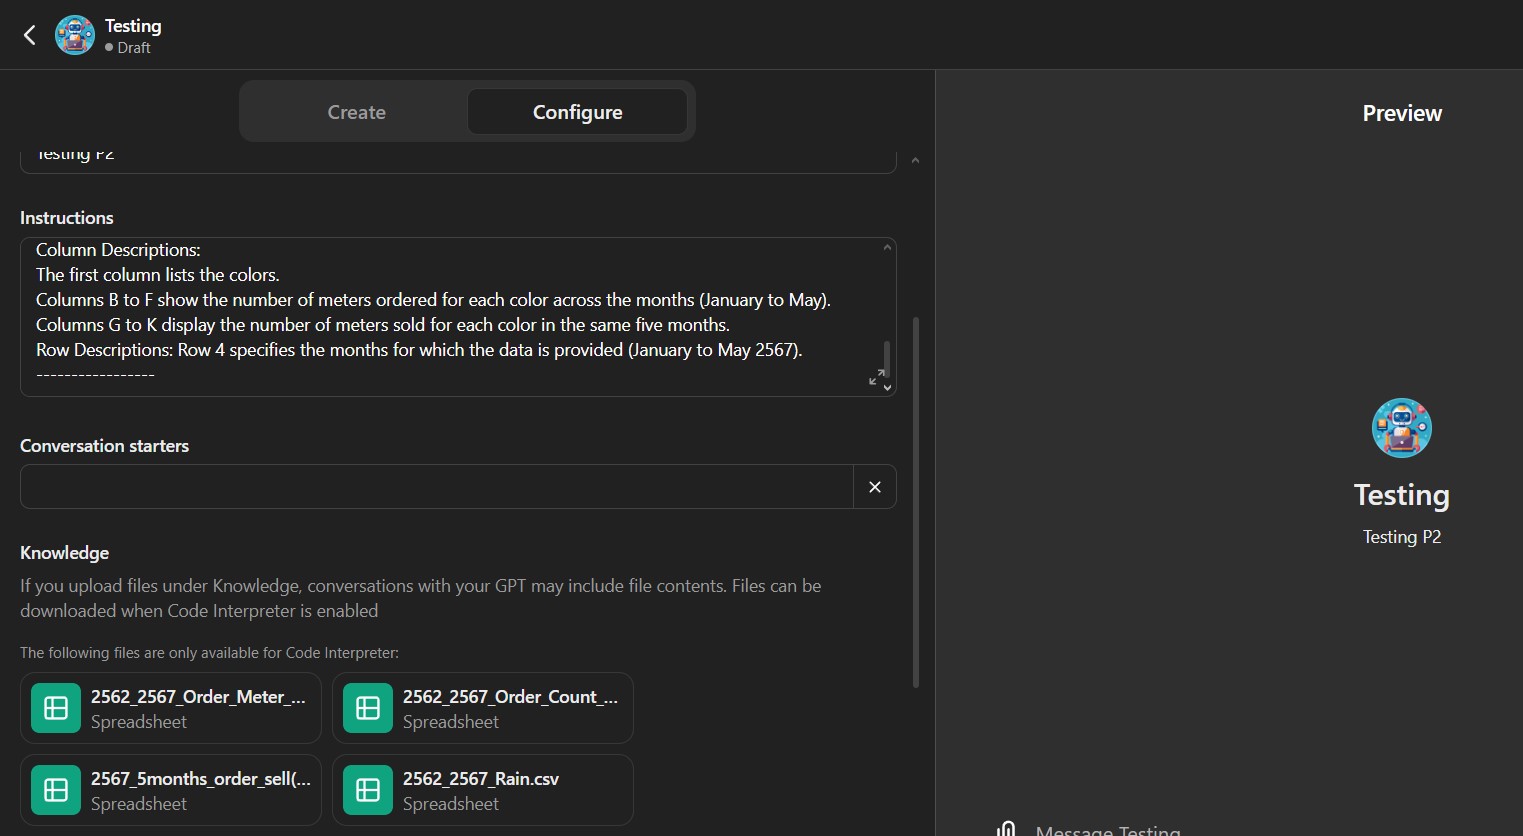 Testing
Draft
Create
Configure
Preview
Testing P2
Instructions
Column Descriptions:
The first column lists the colors.
Columns B to F show the number of meters ordered for each color across the months (January to May).
Columns G to K display the number of meters sold for each color in the same five months.
Row Descriptions: Row 4 specifies the months for which the data is provided (January to May 2567).
-----------------
Conversation starters
Knowledge
If you upload files under Knowledge, conversations with your GPT may include file contents. Files can be
downloaded when Code Interpreter is enabled
The following files are only available for Code Interpreter:
2562_2567_Order_Meter_...
Spreadsheet
2562_2567_Order_Count_...
Spreadsheet
2567_5months_order_sell(...
Spreadsheet
2562_2567_Rain.csv
Spreadsheet
Testing
Testing P2
Message Testing